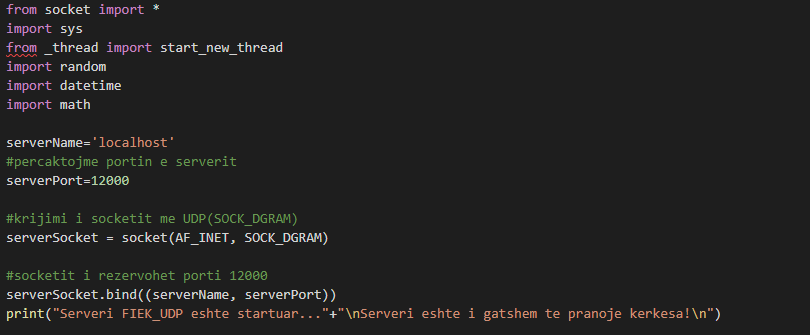 from socket import *
import sys
from _thread import start_new_thread
import random
import datetime
import math
serverName='localhost'
#percaktojme portin e serverit
serverPort=12000
#krijimi i socketit me UDP(SOCK_DGRAM)
serverSocket = socket(AF_INET, SOCK_DGRAM)
#socketit i rezervohet porti 12000
serverSocket.bind((serverName, serverPort))
print("Serveri FIEK_UDP eshte startuar..."+"\nServeri eshte i gatshem te pranoje kerkesa!\n")